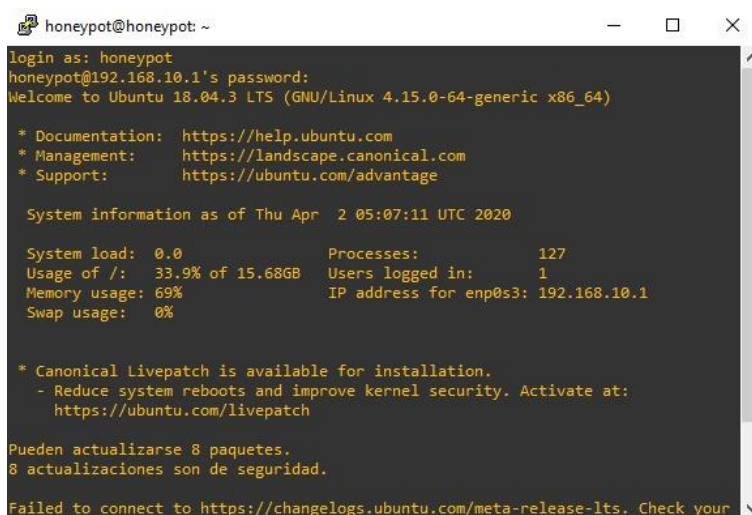 honeypot@honeypot: ~
login as: honeypot
honeypot@192.168.10.1's password:
Welcome to Ubuntu 18.04.3 LTS (GNU/Linux 4.15.0-64-generic x86_64)
* Documentation:  https://help.ubuntu.com
* Management:     https://landscape.canonical.com
* Support:        https://ubuntu.com/advantage
System information as of Thu Apr  2 05:07:11 UTC 2020
System load:  0.0                Processes:           127
Usage of /:   33.9% of 15.68GB   Users logged in:     1
Memory usage: 69%                IP address for enp0s3: 192.168.10.1
Swap usage:   0%
* Canonical Livepatch is available for installation.
- Reduce system reboots and improve kernel security. Activate at:
https://ubuntu.com/livepatch
Pueden actualizarse 8 paquetes.
8 actualizaciones son de seguridad.
Failed to connect to https://changelogs.ubuntu.com/meta-release-lts. Check your